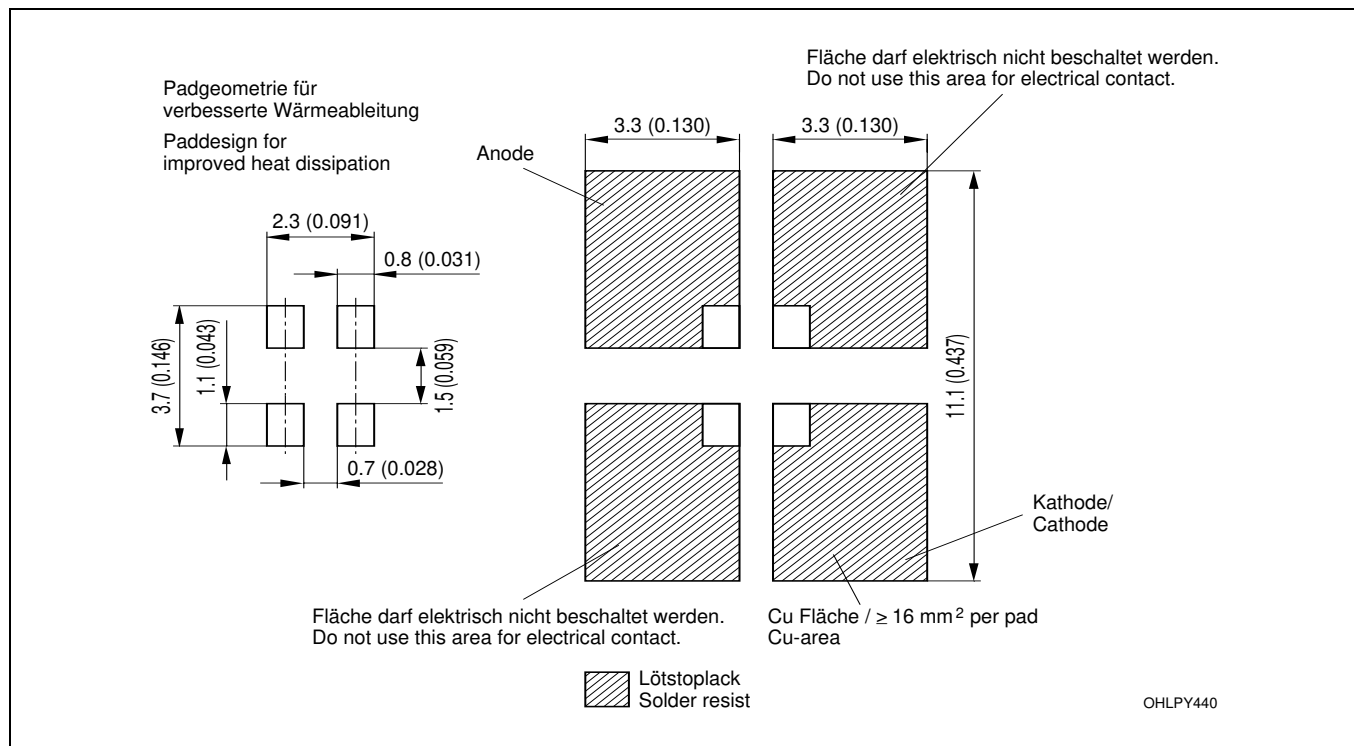 Padgeometrie für
verbesserte Wärmeableitung
Paddesign for
improved heat dissipation
Fläche darf elektrisch nicht beschaltet werden.
Do not use this area for electrical contact.
3.3 (0.130)
3.3 (0.130)
Anode
2.3 (0.091)
0.8 (0.031)
3.7 (0.146)
1.1 (0.043)
1.5 (0.059)
11.1 (0.437)
0.7 (0.028)
Kathode/
Cathode
Fläche darf elektrisch nicht beschaltet werden.
Do not use this area for electrical contact.
Cu Fläche / ≥ 16 mm² per pad
Cu-area
Lötstoplack
Solder resist
OHLPY440